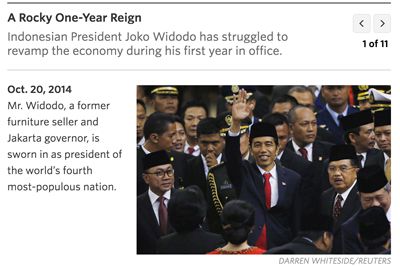 A Rocky One-Year Reign
Indonesian President Joko Widodo has struggled to
revamp the economy during his first year in office.
1 of 11
Oct. 20, 2014
Mr. Widodo, a former
furniture seller and
Jakarta governor, is
sworn in as president of
the world's fourth
most-populous nation.
DARREN WHITESIDE/REUTERS